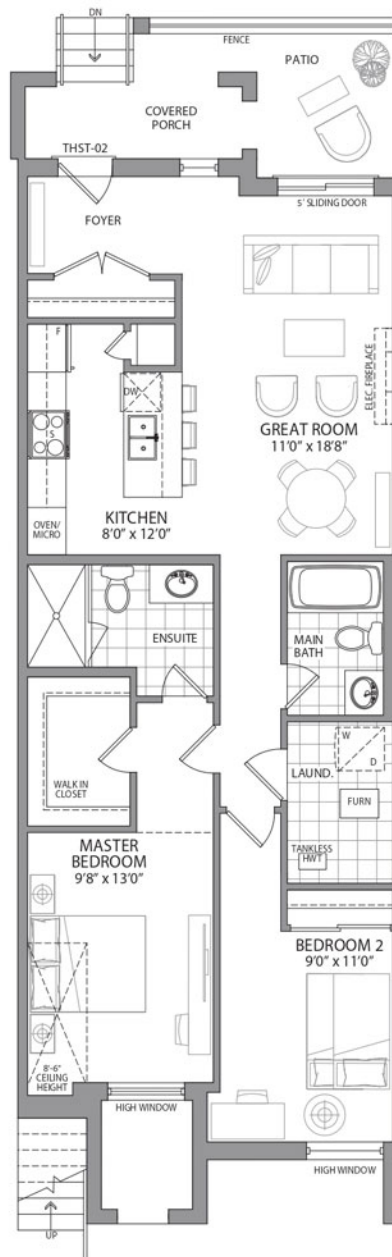 DN
FENCE
PATIO
COVERED
PORCH
THST-02
5' SLIDING DOOR
FOYER
F
ELEC. FIREPLACE
DW
S
GREAT ROOM
11'0" x 18'8"
OVEN/
MICRO
KITCHEN
8'0" x 12'0"
ENSUITE
MAIN
BATH
WALK IN
CLOSET
W
D
LAUND.
FURN
TANKLESS
HWT
MASTER
BEDROOM
9'8" x 13'0"
BEDROOM 2
9'0" x 11'0"
8'-6"
CEILING
HEIGHT
HIGH WINDOW
HIGH WINDOW
UP